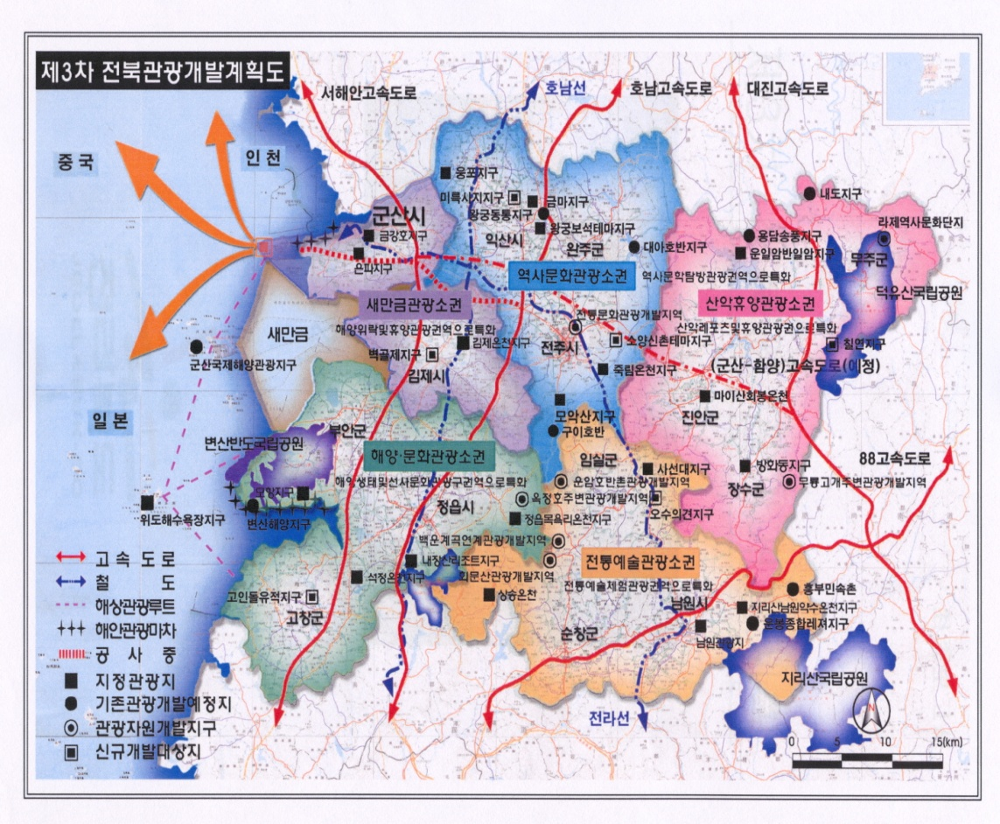 제3차 전북관광개발계획도
서해안고속도로
호남선
호남고속도로
대진고속도로
중국
인천
웅포지구
미륵사지지구
금마지구
내도지구
군산시
왕궁동통지구
라제역사문화단지
금강호지구
왕궁보석테마지구
용담송풍지구
익산시
완주군
대아호반지구
운일암반일암지구
무주군
은파지구
역사문화관광소권
역사문학탐방관광권역으로특화
덕유산국립공원
새만금관광소권
산악휴양관광소권
전통문화관광개발지역
새만금
해양위락및휴양관광권역으로특화
산악레포츠및휴양관광권으로특화
김제온천지구
전주시
소양신촌테마지구
칠연지구
벽골제지구
군산국제해양관광지구
(군산-함양)고속도로(예정)
김제시
죽림온천지구
마이산회봉온천
일본
모악산지구
진안군
부안군
구이호반
변산반도국립공원
해양·문화관광소권
임실군
88고속도로
사선대지구
방화동지구
해양생태및선사문화관광구권역으로특화
운암호반촌관광개발지역
무룡고개주변관광개발지역
모항지구
옥정호주변관광개발지역
장수군
정읍시
위도해수욕장지구
변산해양지구
정읍목욕리온천지구
오수의견지구
백운계곡연계관광개발지역
고속도로
내장산리조트지구
전통예술관광소권
철도
석정온천지구
회문산관광개발지역
전통예술체험관광권역으로특화
흥부민속촌
해상관광루트
고인돌유적지구
상송온천
남원시
지리산남원약수온천지구
해안관광마차
고창군
순창군
운봉종합레져지구
남원관광지
공사중
지정관광지
지리산국립공원
기존관광개발예정지
관광자원개발지구
전라선
N
신규개발대상지
0 5 10 15(km)